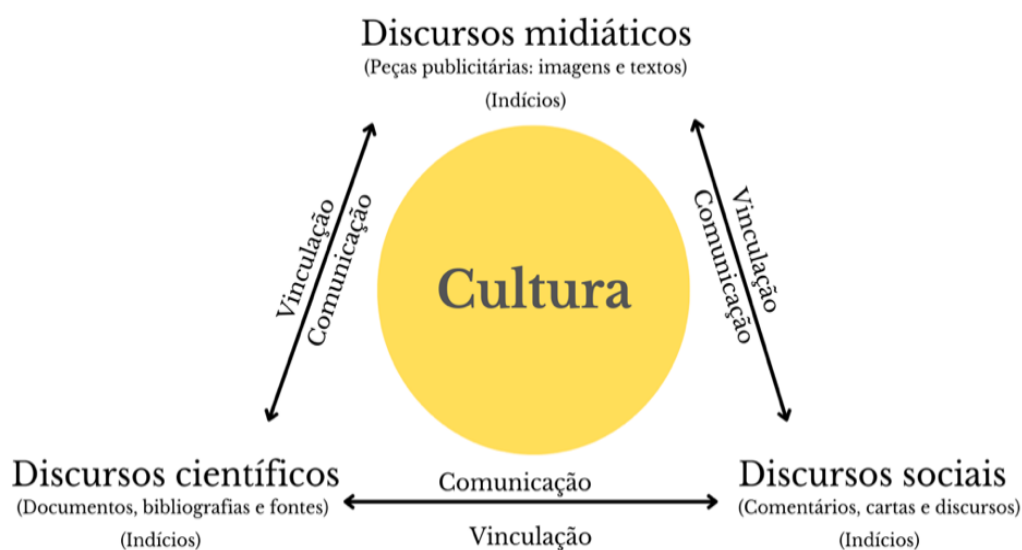 Discursos midiáticos
(Peças publicitárias: imagens e textos)
(Indícios)
Vinculação
Comunicação
Vinculação
Comunicação
Cultura
Discursos científicos
(Documentos, bibliografias e fontes)
(Indícios)
Comunicação
Vinculação
Discursos sociais
(Comentários, cartas e discursos)
(Indícios)